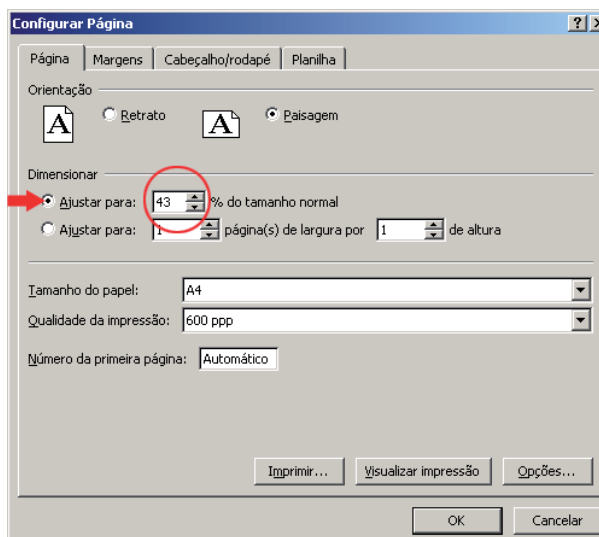 Configurar Página
Página Margens Cabeçalho/rodapé Planilha
Orientação
A Retrato A Paisagem
Dimensionar
Ajustar para: 43 % do tamanho normal
Ajustar para: 1 página(s) de largura por 1 de altura
Tamanho do papel: A4
Qualidade da impressão: 600 ppp
Número da primeira página: Automático
Imprimir... Visualizar impressão Opções...
OK Cancelar